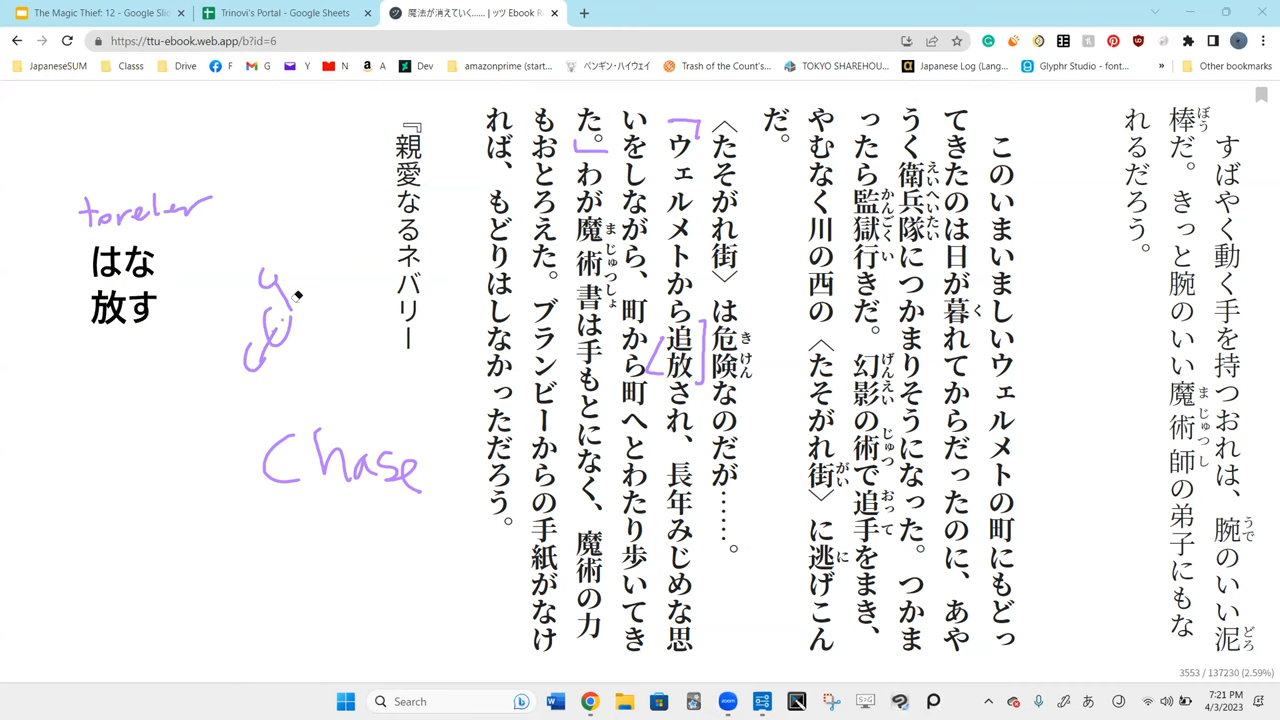 The Magic Thief: 12 - Google Slid
Trinovi's Portal - Google Sheets
魔法が消えていく…… | ッツ Ebook R
https://ttu-ebook.web.app/b?id=6
JapaneseSUM
Classs
Drive
F
G
Y
N
A
Dev
amazonprime (start...
ペンギン・ハイウェイ
Trash of the Count's...
TOKYO SHAREHOU...
Japanese Log (Lang...
Glyphr Studio - font...
Other bookmarks
すばやく動く手を持つおれは、腕のいい泥
棒だ。きっと腕のいい魔術師の弟子にもな
れるだろう。
このいまいましいウェルメトの町にもどっ
てきたのは日が暮れてからだったのに、あや
うく衛兵隊につかまりそうになった。つかま
ったら監獄行きだ。幻影の術で追手をまき、
やむなく川の西の〈たそがれ街〉に逃げこん
だ。
〈たそがれ街〉は危険なのだが……。
「ウェルメトから追放され、長年みじめな思
いをしながら、町から町へとわたり歩いてき
た。」わが魔術書は手もとになく、魔術の力
もおとろえた。ブランビーからの手紙がなけ
れば、もどりはしなかっただろう。
『親愛なるネバリー
はな
放す
Chase
3553 / 137230 (2.59%)
Search
7:21 PM
4/3/2023